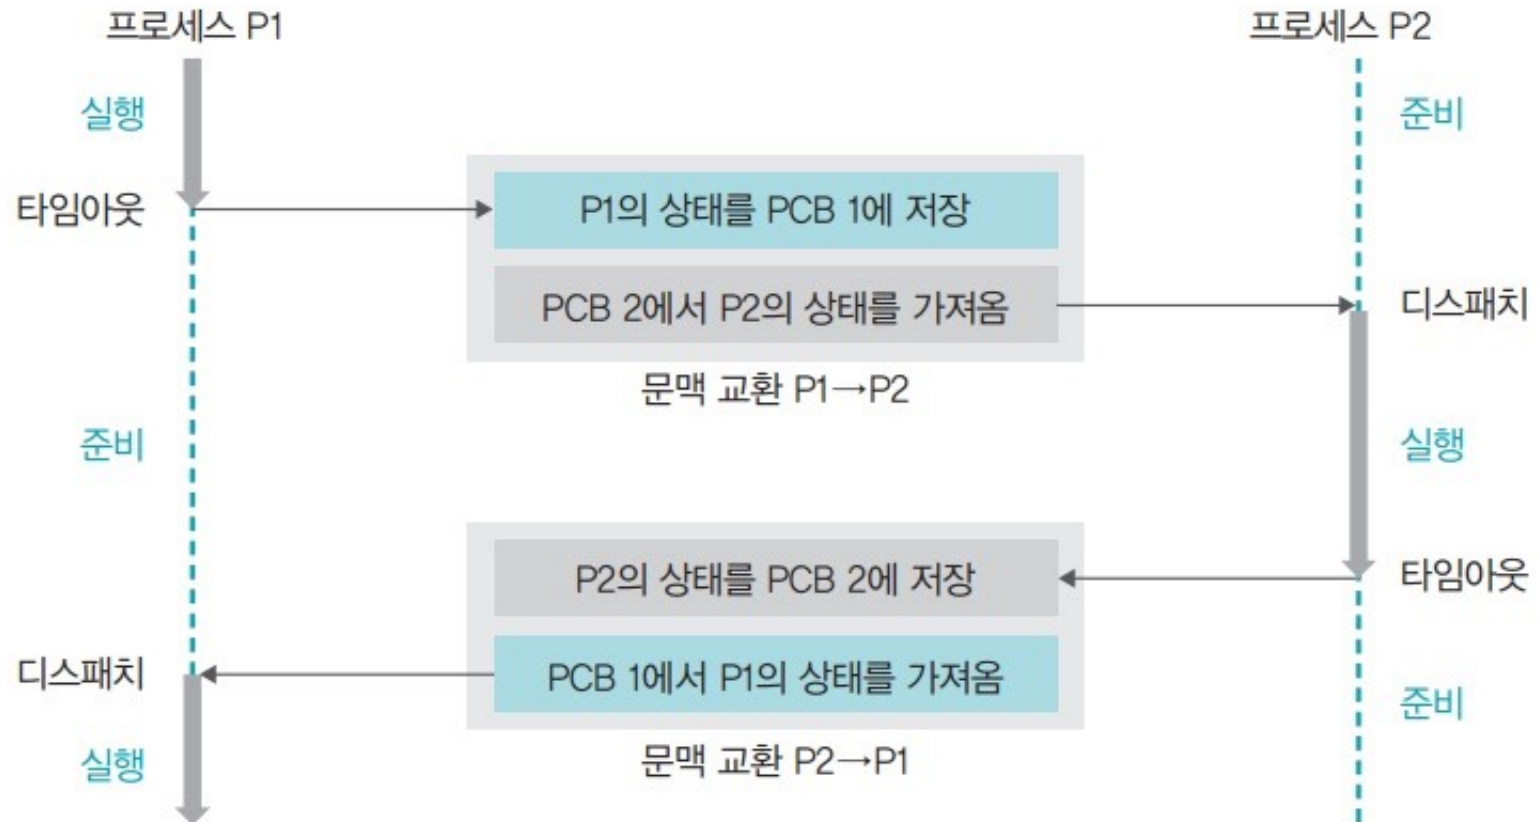 프로세스 P1
프로세스 P2
실행
준비
타임아웃
P1의 상태를 PCB 1에 저장
PCB 2에서 P2의 상태를 가져옴
디스패치
문맥 교환 P1→P2
준비
실행
P2의 상태를 PCB 2에 저장
타임아웃
디스패치
PCB 1에서 P1의 상태를 가져옴
준비
문맥 교환 P2→P1
실행